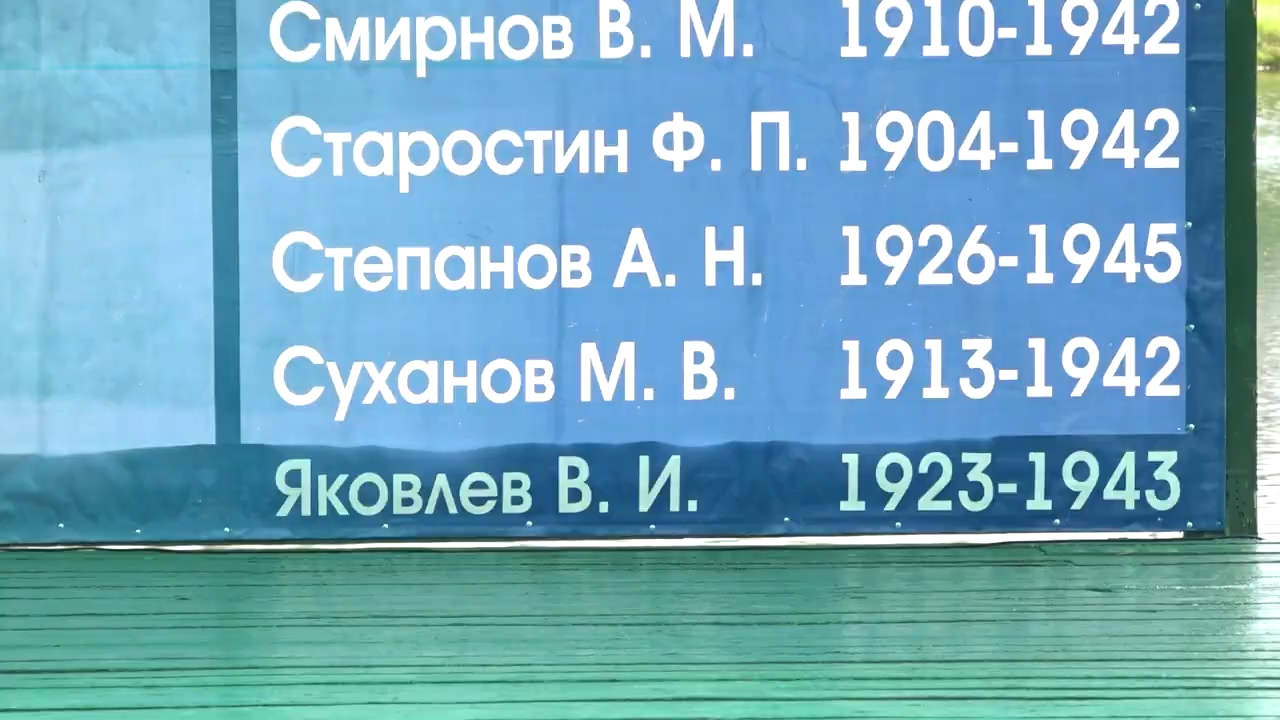 Смирнов В. М. 1910-1942
Старостин Ф. П. 1904-1942
Степанов А. Н. 1926-1945
Суханов М. В. 1913-1942
Яковлев В. И. 1923-1943